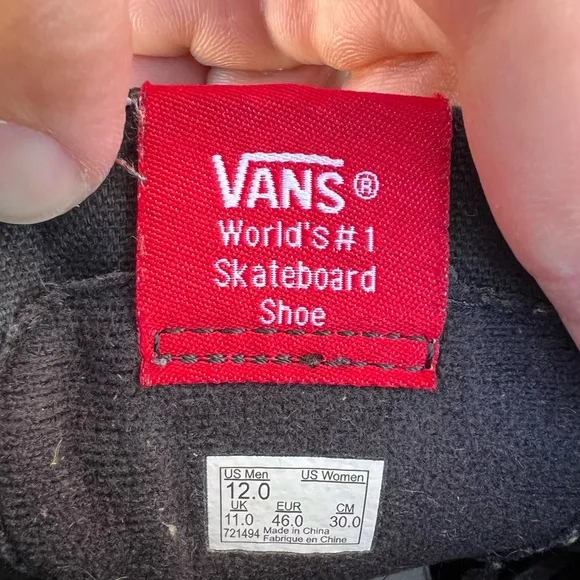 VANS®
World's #1
Skateboard
Shoe
US Men US Women
12.0
UK EUR CM
11.0 46.0 30.0
721494 Made in China
Fabrique en Chine